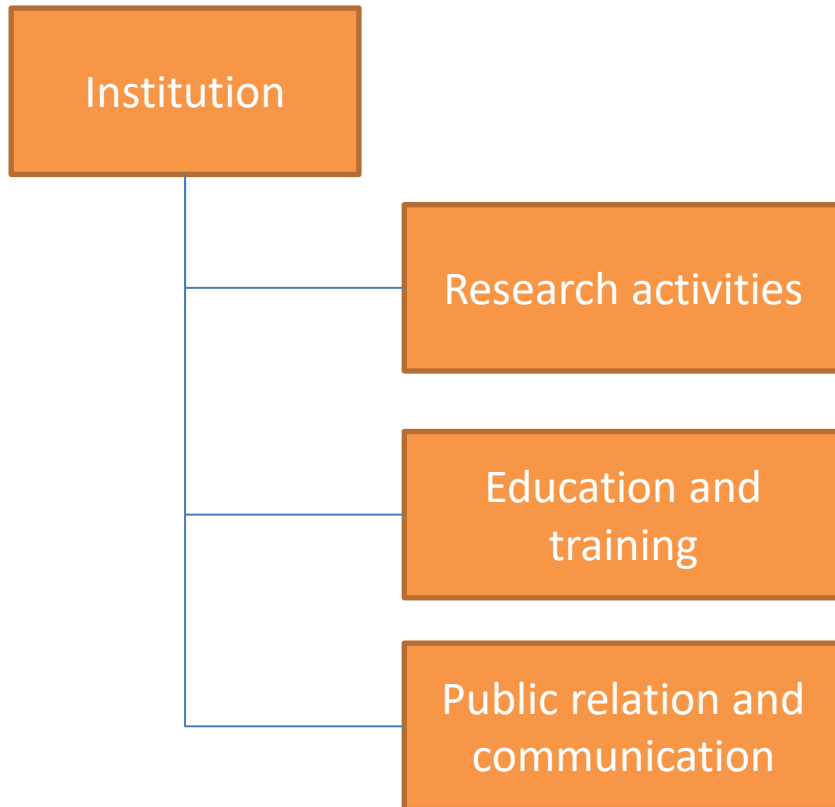 Institution
Research activities
Education and
training
Public relation and
communication